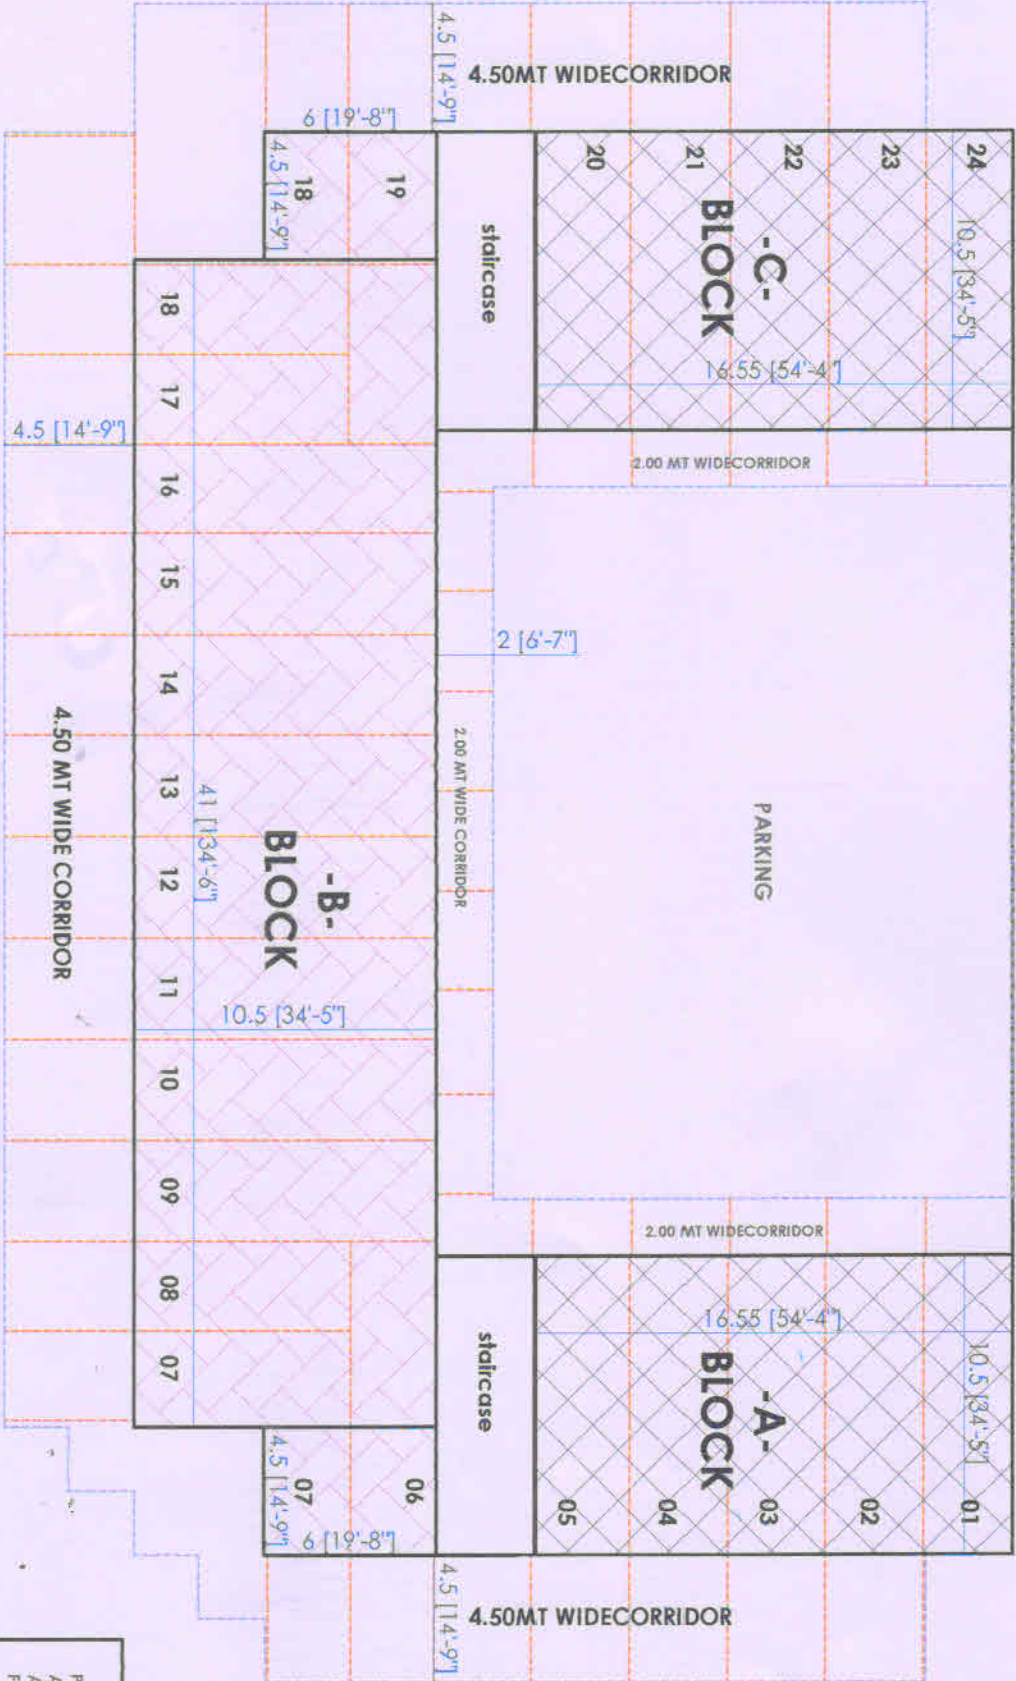 4.50MT WIDECORRIDOR
4.5 [14'-9"]
6 [19'-8"]
4.5 [14'-9"]
18
19
staircase
20
21
22
23
24
-C-
BLOCK
10.5 [34'-5"]
16.55 [54'-4"]
2.00 MT WIDECORRIDOR
18
17
16
15
14
13
12
11
10
09
08
07
4.5 [14'-9"]
4.50 MT WIDE CORRIDOR
41 [134'-6"]
-B-
BLOCK
10.5 [34'-5"]
2 [6'-7"]
2.00 MT WIDE CORRIDOR
PARKING
2.00 MT WIDECORRIDOR
16.55 [54'-4"]
10.5 [34'-5"]
-A-
BLOCK
staircase
01
02
03
04
05
06
07
4.5 [14'-9"]
6 [19'-8"]
4.5 [14'-9"]
4.50MT WIDECORRIDOR